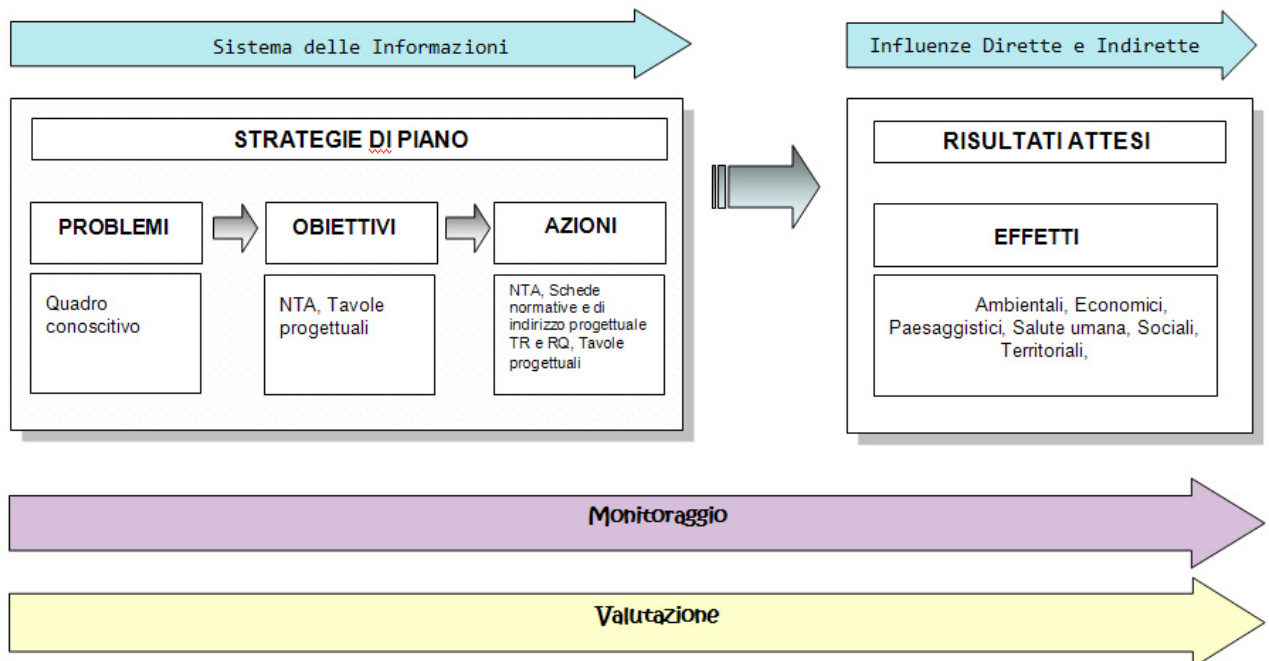 Sistema delle Informazioni
Influenze Dirette e Indirette
STRATEGIE DI PIANO
PROBLEMI
OBIETTIVI
AZIONI
Quadro
conoscitivo
NTA, Tavole
progettuali
NTA, Schede
normative e di
indirizzo progettuale
TR e RQ, Tavole
progettuali
RISULTATI ATTESI
EFFETTI
Ambientali, Economici,
Paesaggistici, Salute umana, Sociali,
Territoriali,
Monitoraggio
Valutazione